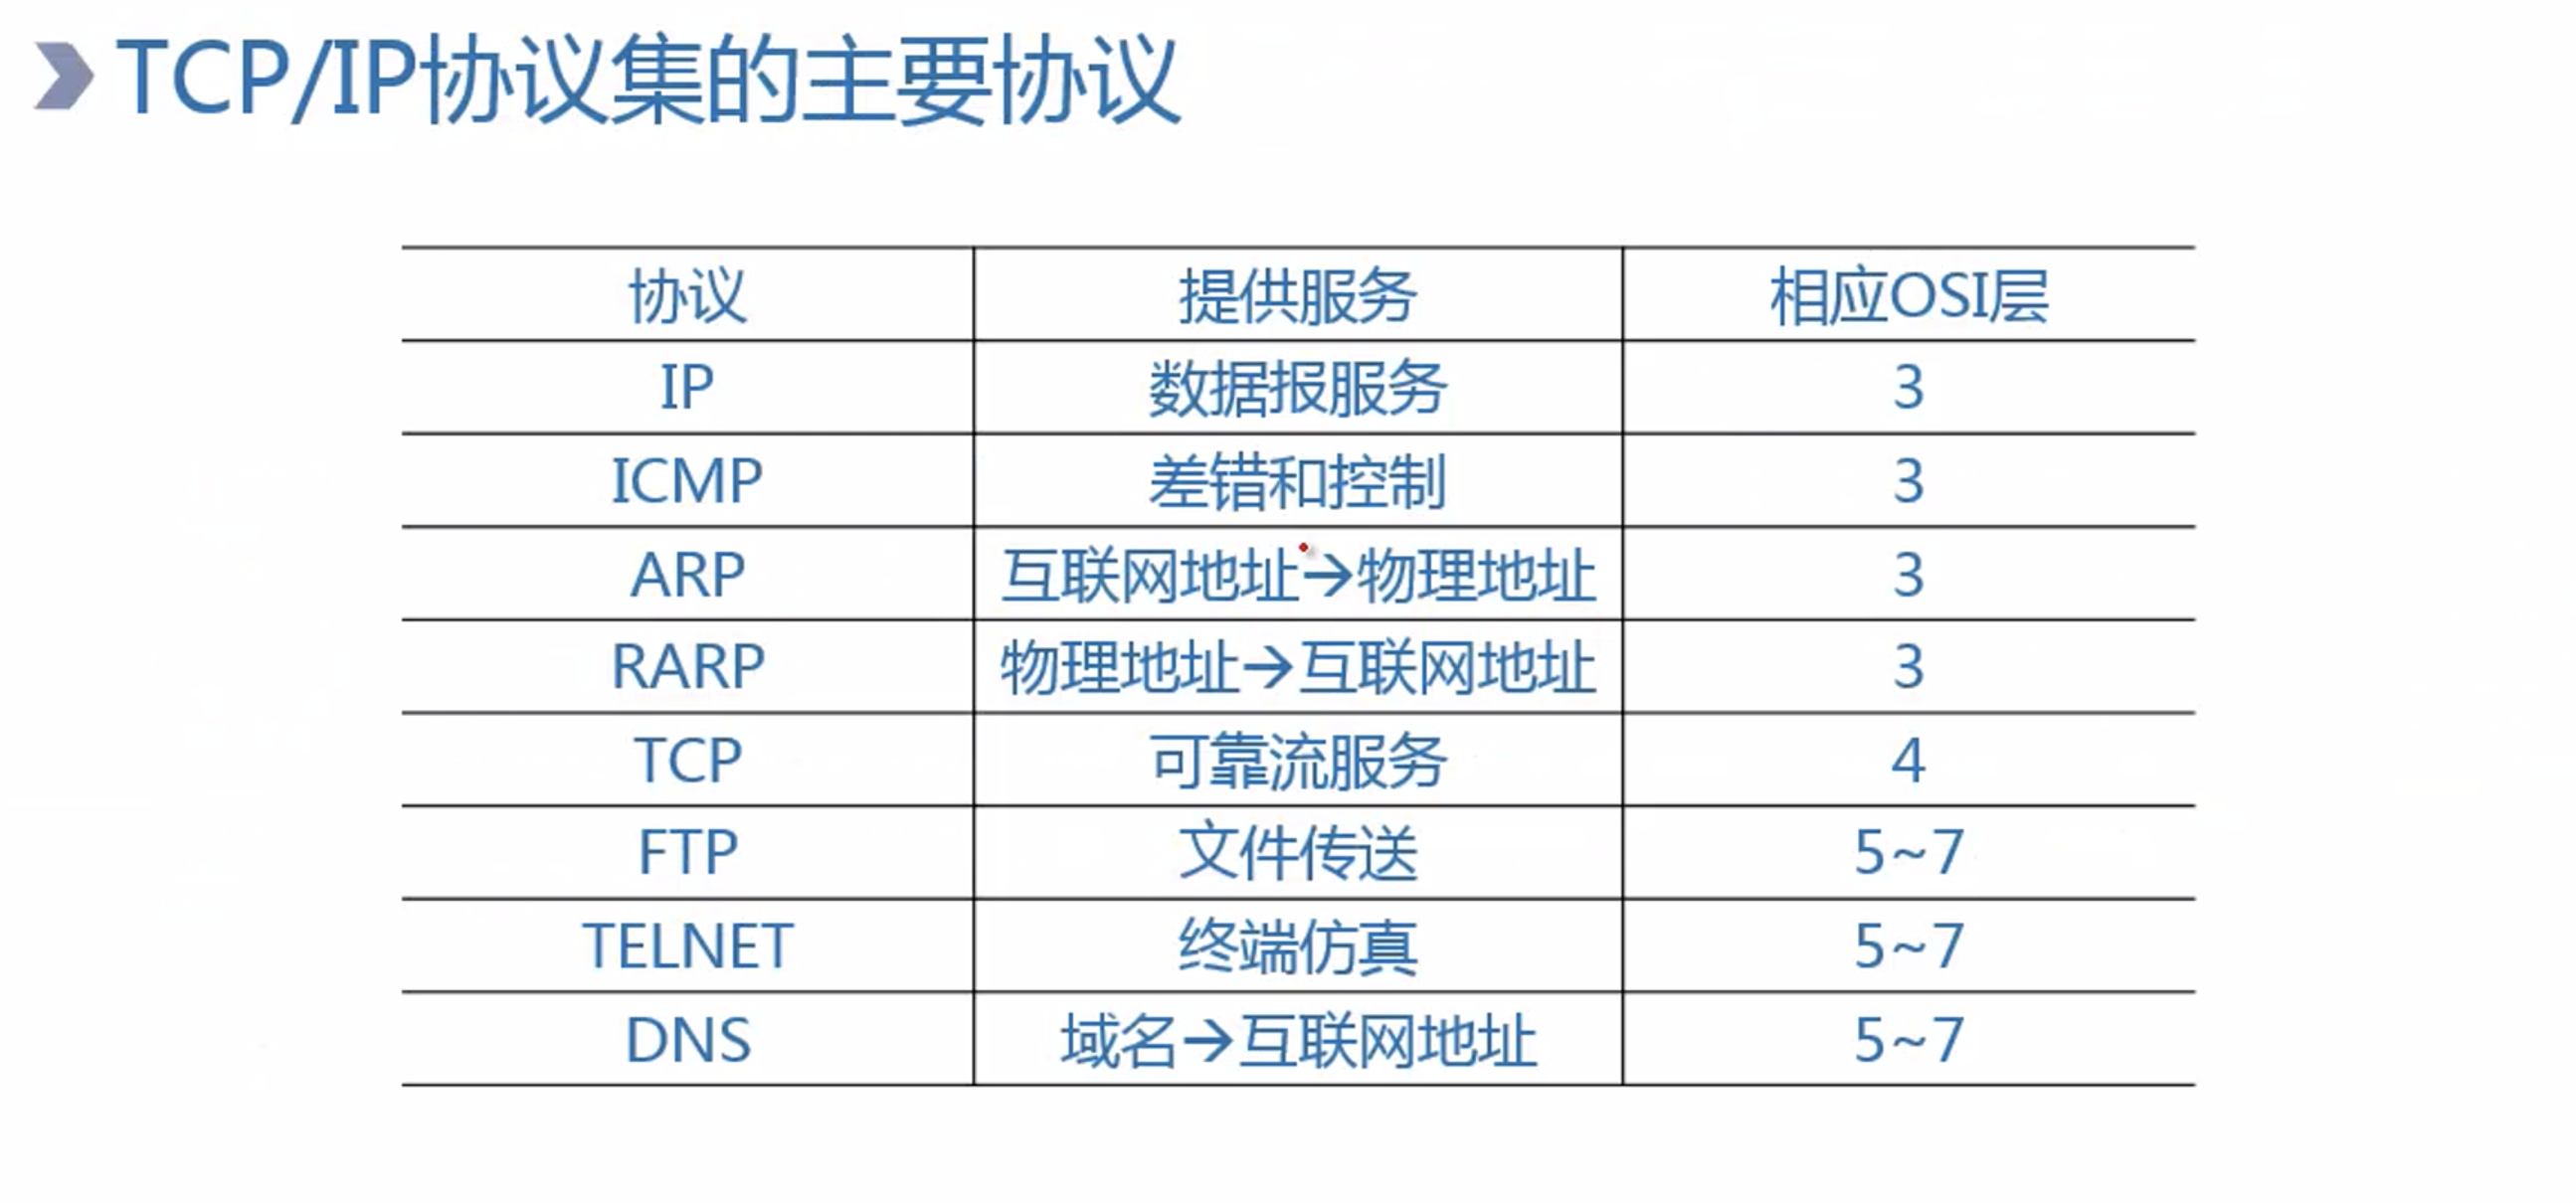 TCP/IP协议集的主要协议
协议 提供服务 相应OSI层
IP 数据报服务 3
ICMP 差错和控制 3
ARP 互联网地址→物理地址 3
RARP 物理地址→互联网地址 3
TCP 可靠流服务 4
FTP 文件传送 5~7
TELNET 终端仿真 5~7
DNS 域名→互联网地址 5~7